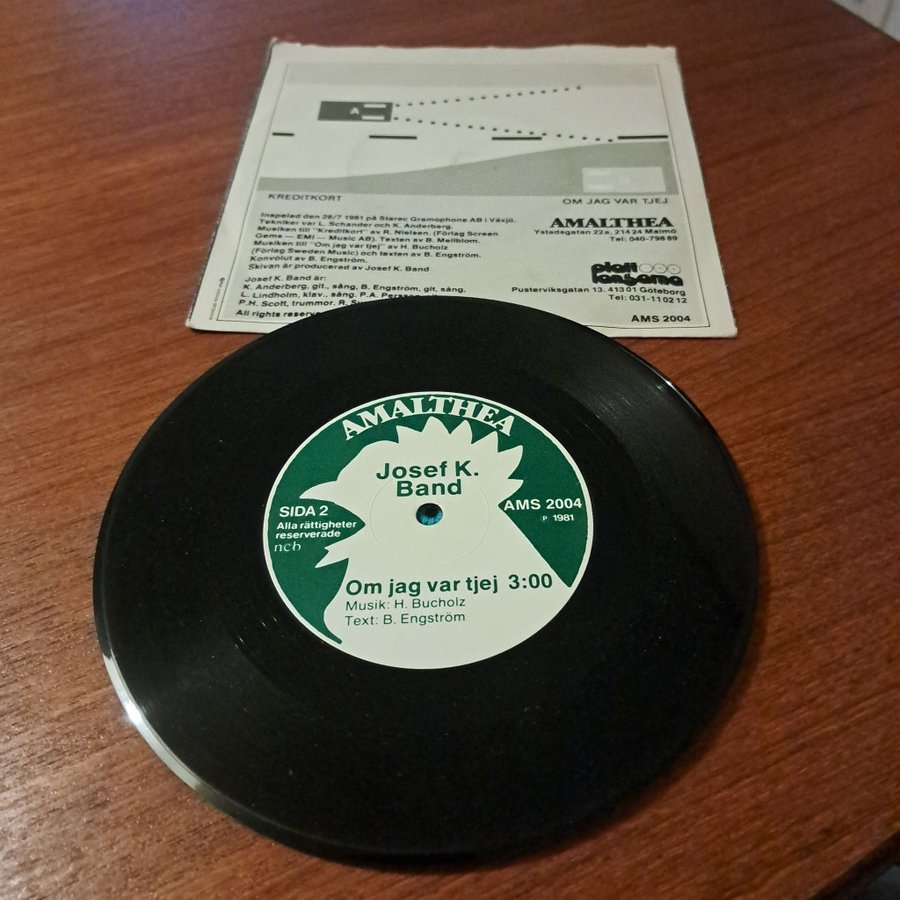 A
KREDITKORT
OM JAG VAR TJEJ
Inspelad den 28/7 1981 på Sterec Gramophone AB i Växjö.
Tekniker var L. Schander och K. Anderberg.
Musiken till "Kreditkort" av R. Nielsen. (Förlag Screen
Gems — EMI — Music AB). Texten av B. Mellblom.
Musiken till "Om jag var tjej" av H. Bucholz
(Förlag Sweden Music) och texten av B. Engström.
Konvolut av B. Engström.
Skivan är producerad av Josef K. Band
Josef K. Band är:
K. Anderberg, git., sång, B. Engström, git, sång,
L. Lindholm, klav., sång. P.A.
P.H. Scott, trummor. R.
All rights
AMALTHEA
Ystadsgatan 22a, 214 24 Malmö
Tel: 040-798 89
platt
langarna
Pusterviksgatan 13, 413 01 Göteborg
Tel: 031-11 02 12
AMS 2004
AMALTHEA
Josef K.
Band
SIDA 2
Alla rättigheter
reserverade
ncb
AMS 2004
℗ 1981
Om jag var tjej 3:00
Musik: H. Bucholz
Text: B. Engström